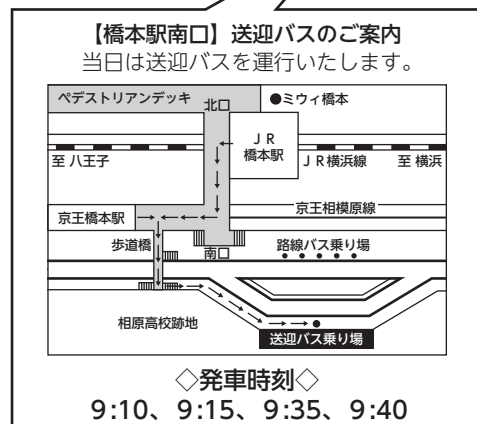 【橋本駅南口】送迎バスのご案内
当日は送迎バスを運行いたします。
ペデストリアンデッキ
北口
●ミウィ橋本
ＪＲ
橋本駅
至 八王子
ＪＲ横浜線
至 横浜
京王橋本駅
京王相模原線
歩道橋
南口
路線バス乗り場
相原高校跡地
送迎バス乗り場
◇発車時刻◇
9:10、9:15、9:35、9:40